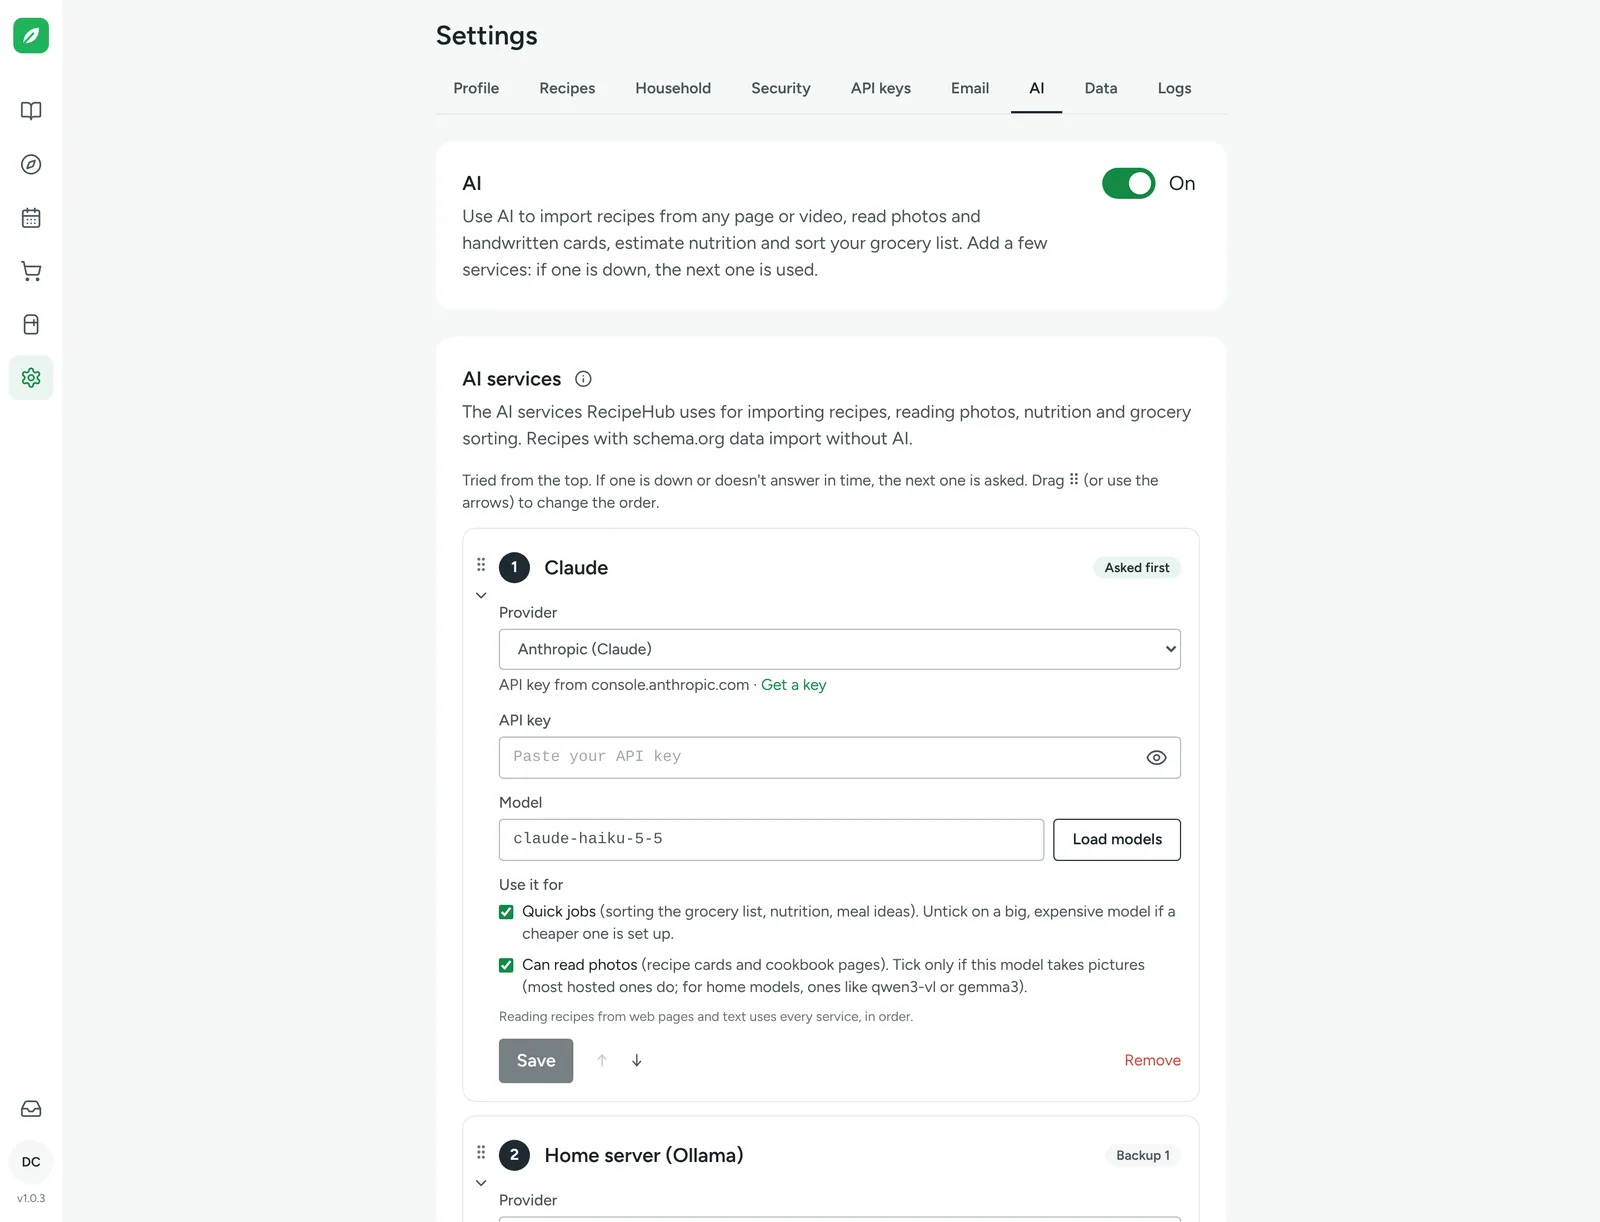 Settings
Profile Recipes Household Security API keys Email AI Data Logs
AI
On
Use AI to import recipes from any page or video, read photos and
handwritten cards, estimate nutrition and sort your grocery list. Add a few
services: if one is down, the next one is used.
AI services
The AI services RecipeHub uses for importing recipes, reading photos, nutrition and grocery
sorting. Recipes with schema.org data import without AI.
Tried from the top. If one is down or doesn't answer in time, the next one is asked. Drag ⠿ (or use the
arrows) to change the order.
1 Claude
Asked first
Provider
Anthropic (Claude)
API key from console.anthropic.com · Get a key
API key
Paste your API key
Model
claude-haiku-5-5
Load models
Use it for
Quick jobs (sorting the grocery list, nutrition, meal ideas). Untick on a big, expensive model if a
cheaper one is set up.
Can read photos (recipe cards and cookbook pages). Tick only if this model takes pictures
(most hosted ones do; for home models, ones like qwen3-vl or gemma3).
Reading recipes from web pages and text uses every service, in order.
Save ↑ ↓
Remove
2 Home server (Ollama)
Backup 1
Provider
DC
v1.0.3